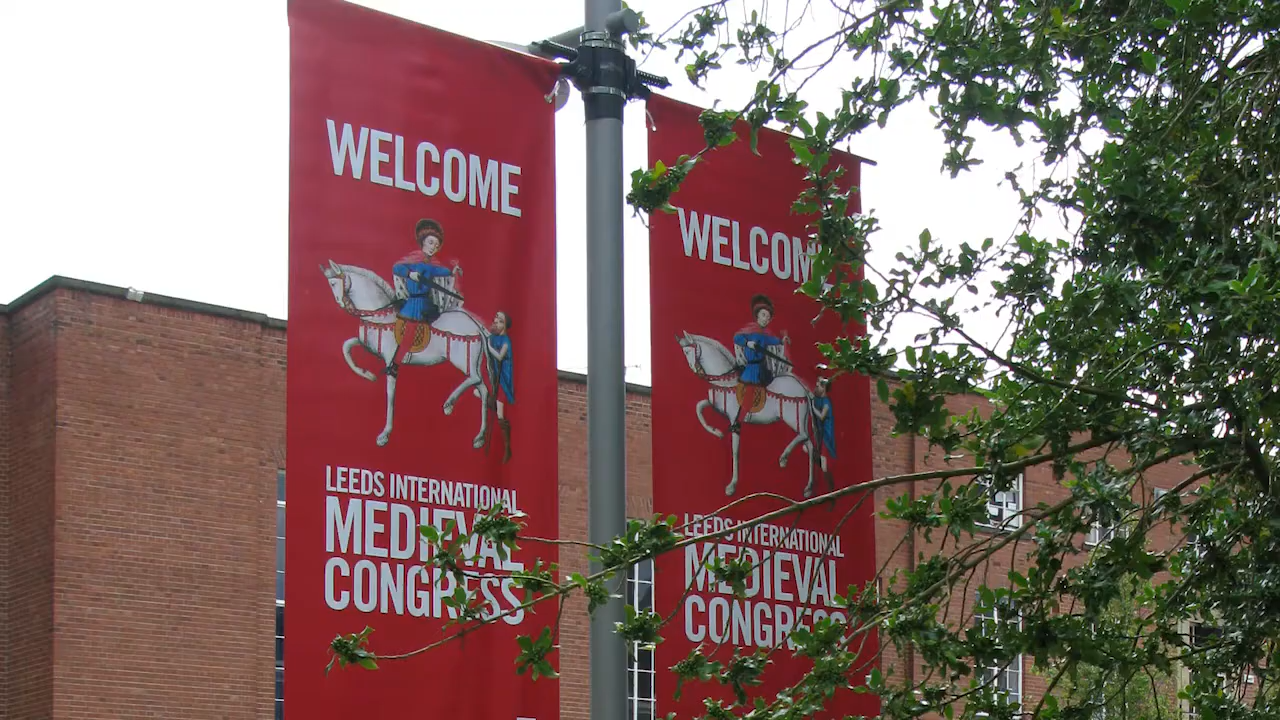 WELCOME
LEEDS INTERNATIONAL
MEDIEVAL
CONGRESS
WELCOME
LEEDS INTERNATIONAL
MEDIEVAL
CONGRESS